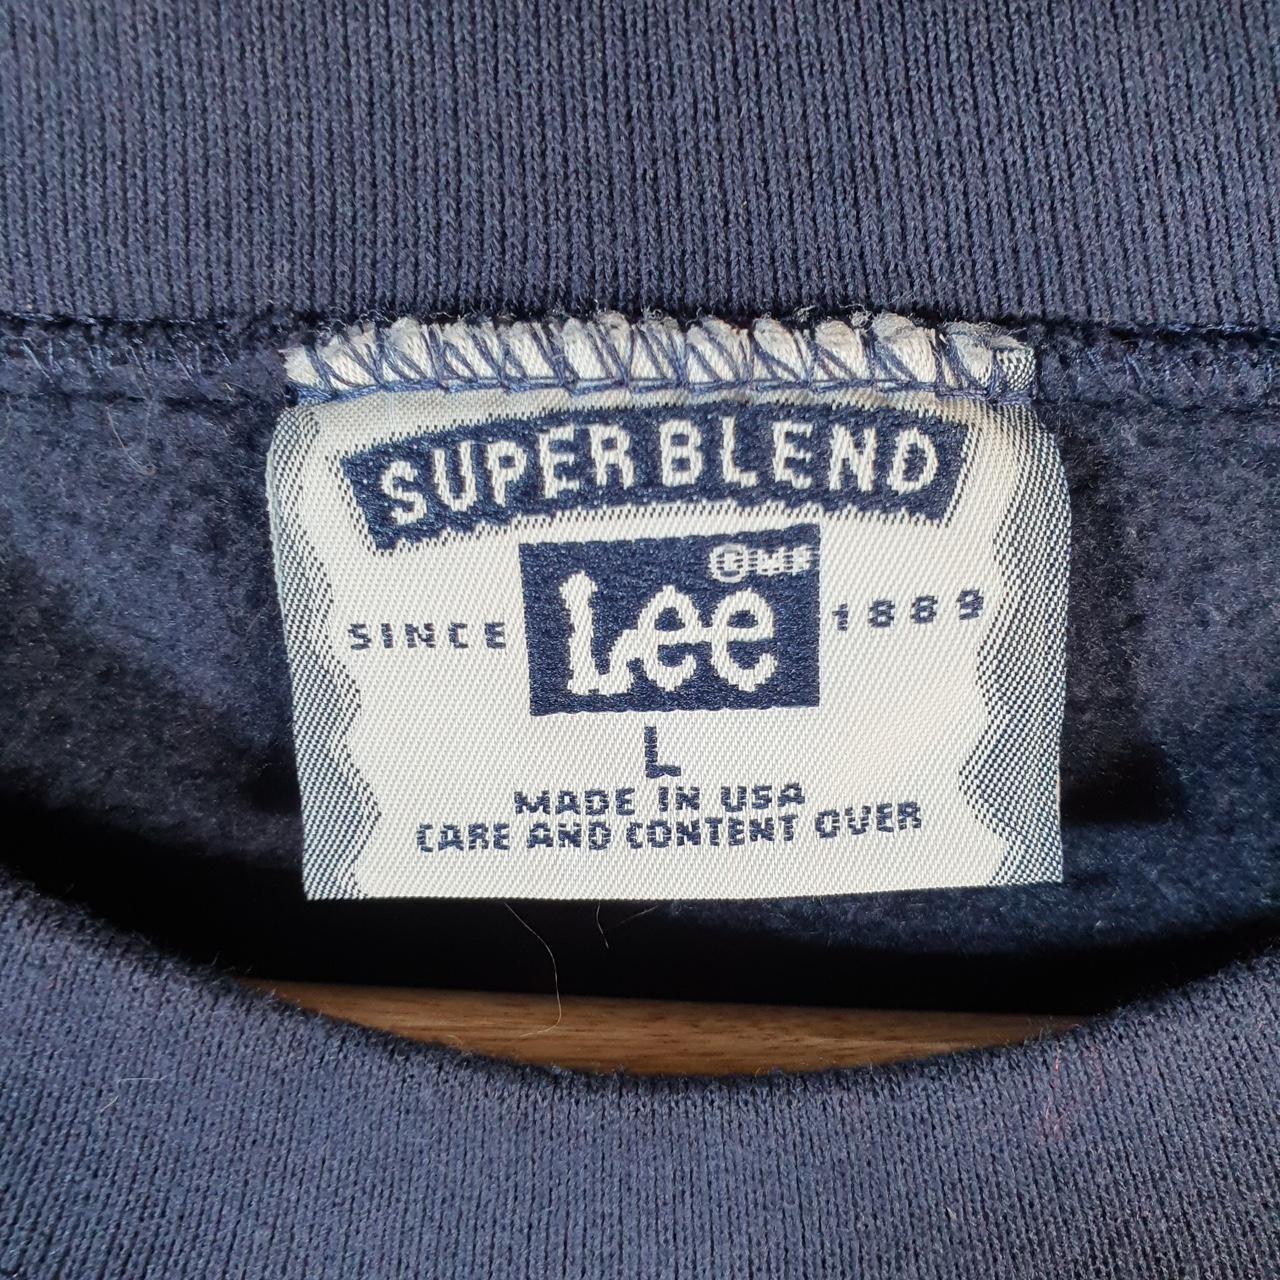 SUPER BLEND
Lee
SINCE 1889
L
MADE IN USA
CARE AND CONTENT OVER